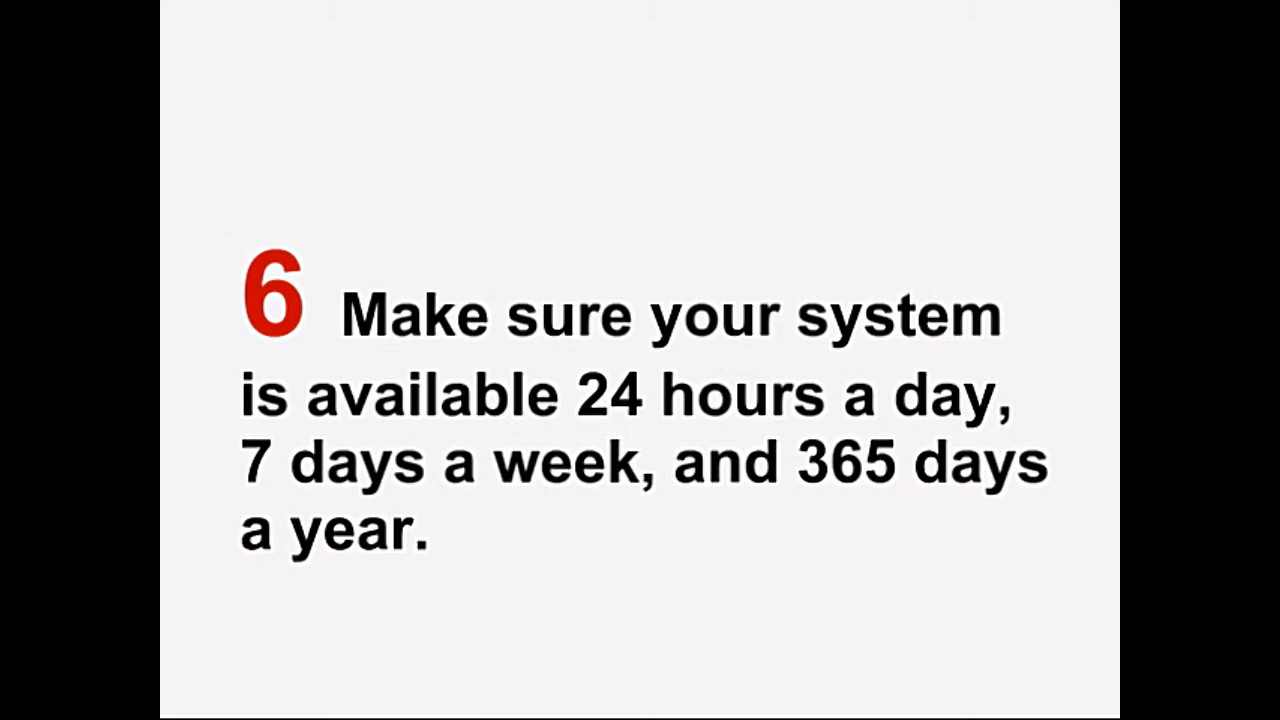 6 Make sure your system
is available 24 hours a day,
7 days a week, and 365 days
a year.